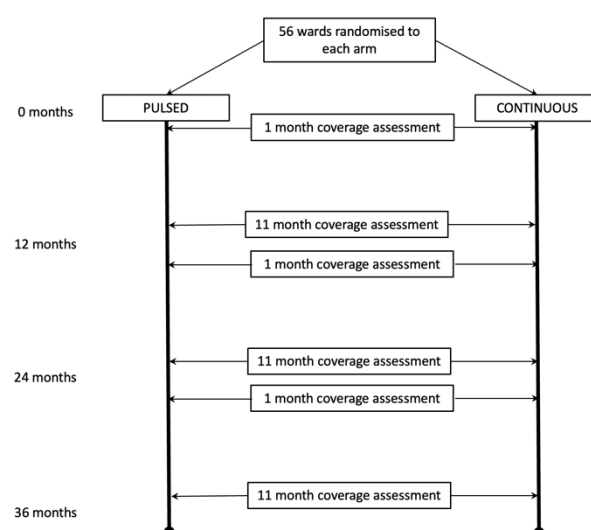 56 wards randomised to
each arm
PULSED
CONTINUOUS
0 months
1 month coverage assessment
11 month coverage assessment
12 months
1 month coverage assessment
11 month coverage assessment
24 months
1 month coverage assessment
11 month coverage assessment
36 months